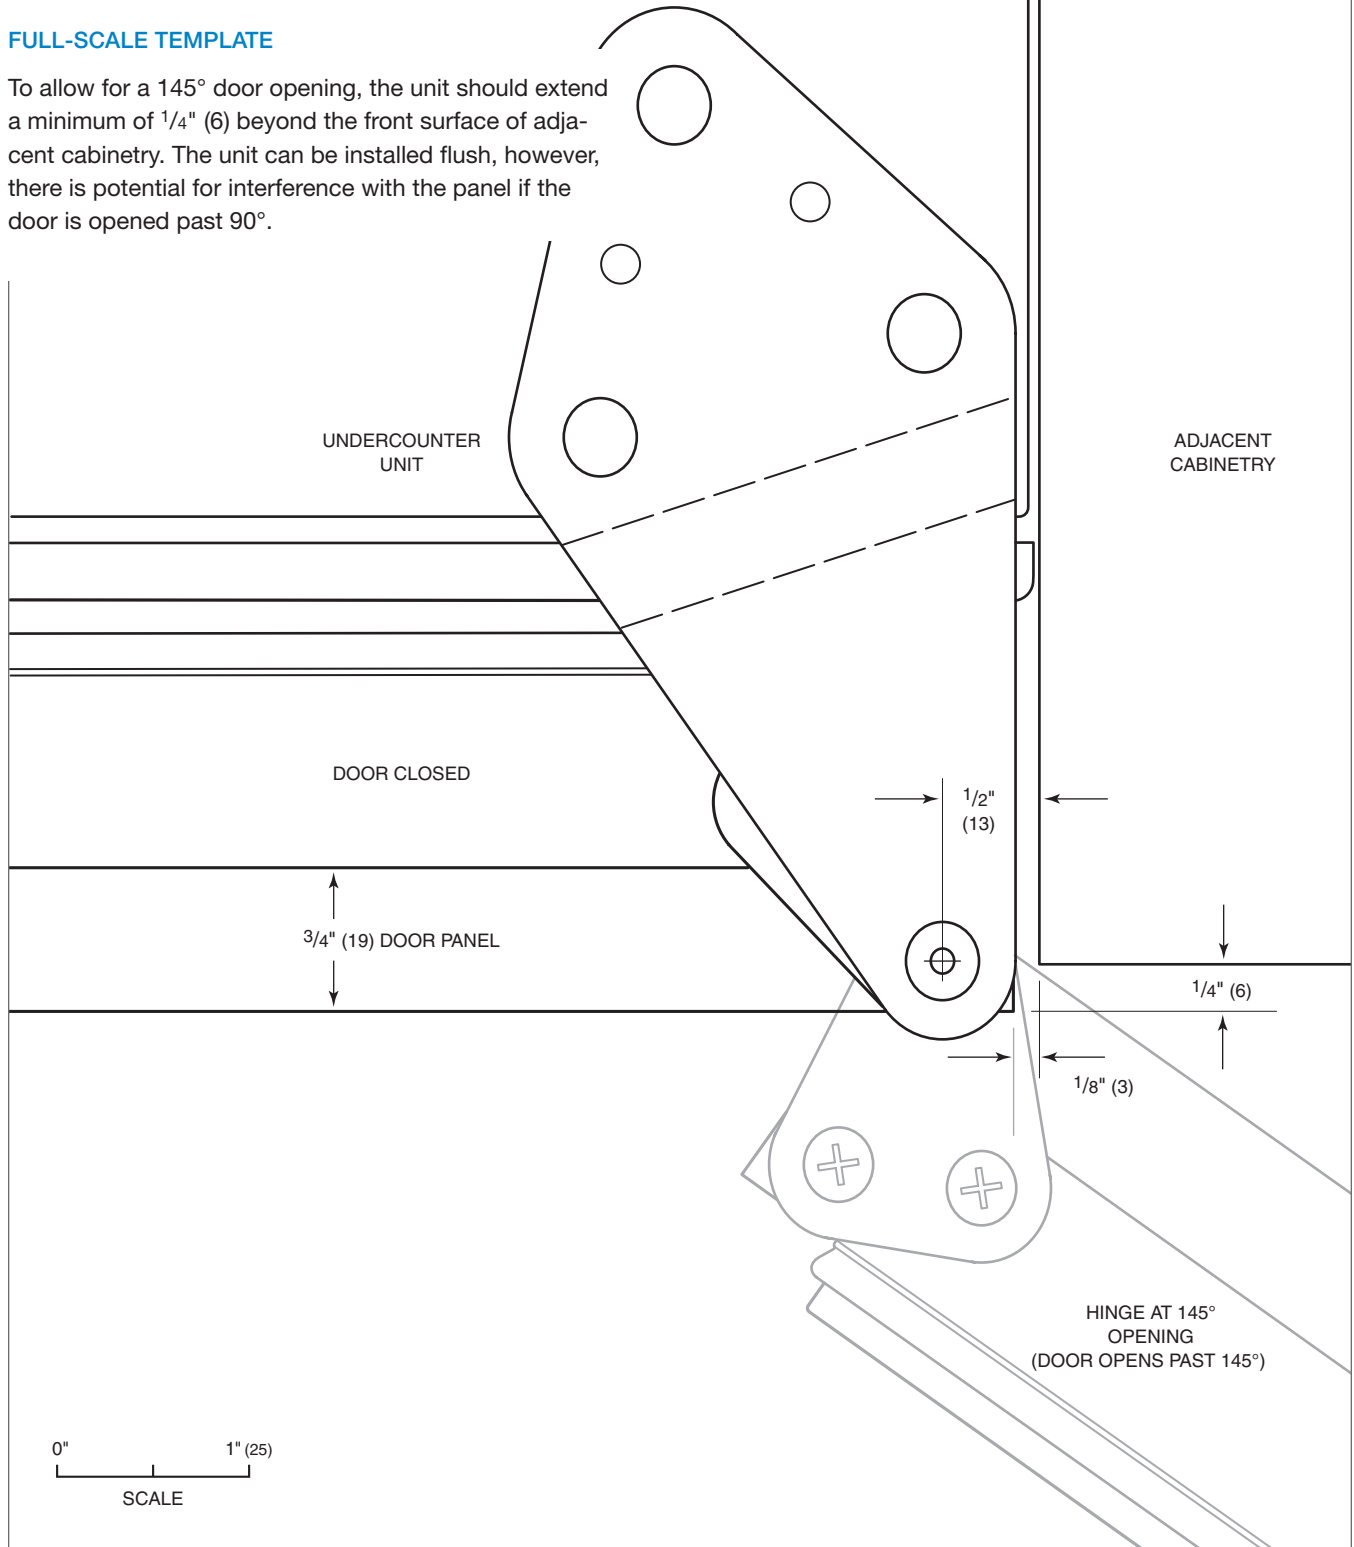 FULL-SCALE TEMPLATE
To allow for a 145° door opening, the unit should extend
a minimum of 1/4" (6) beyond the front surface of adja-
cent cabinetry. The unit can be installed flush, however,
there is potential for interference with the panel if the
door is opened past 90°.
UNDERCOUNTER
UNIT
ADJACENT
CABINETRY
DOOR CLOSED
1/2"
(13)
3/4" (19) DOOR PANEL
1/4" (6)
1/8" (3)
HINGE AT 145°
OPENING
(DOOR OPENS PAST 145°)
0" 1" (25)
SCALE